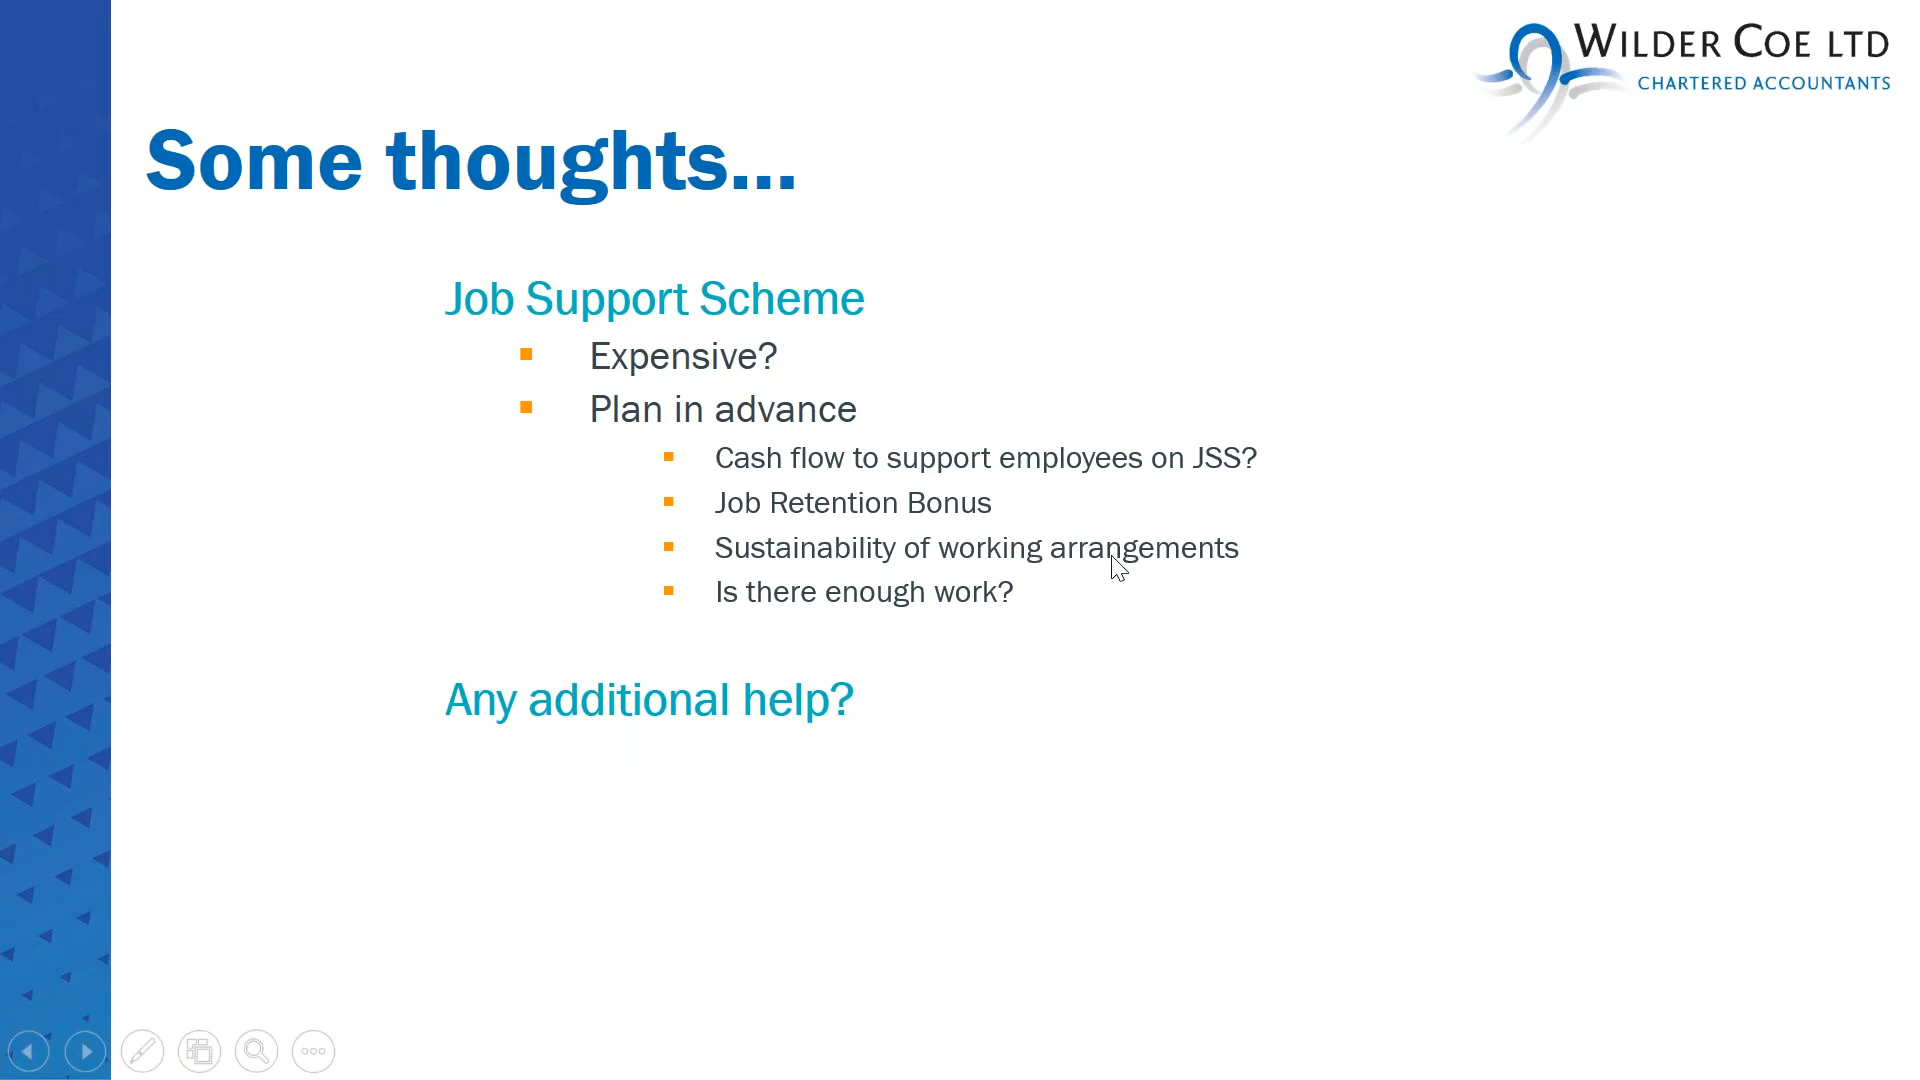 WILDER COE LTD
CHARTERED ACCOUNTANTS
Some thoughts...
Job Support Scheme
Expensive?
Plan in advance
Cash flow to support employees on JSS?
Job Retention Bonus
Sustainability of working arrangements
Is there enough work?
Any additional help?